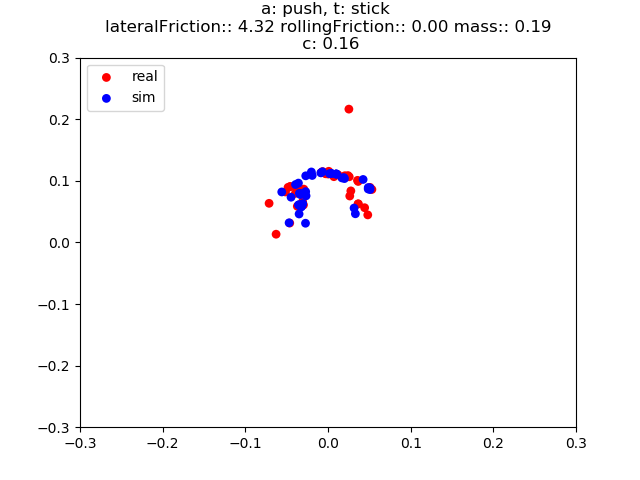 a: push, t: stick
lateralFriction:: 4.32 rollingFriction:: 0.00 mass:: 0.19
c: 0.16
real
sim
0.3
0.2
0.1
0.0
−0.1
−0.2
−0.3
−0.3 −0.2 −0.1 0.0 0.1 0.2 0.3